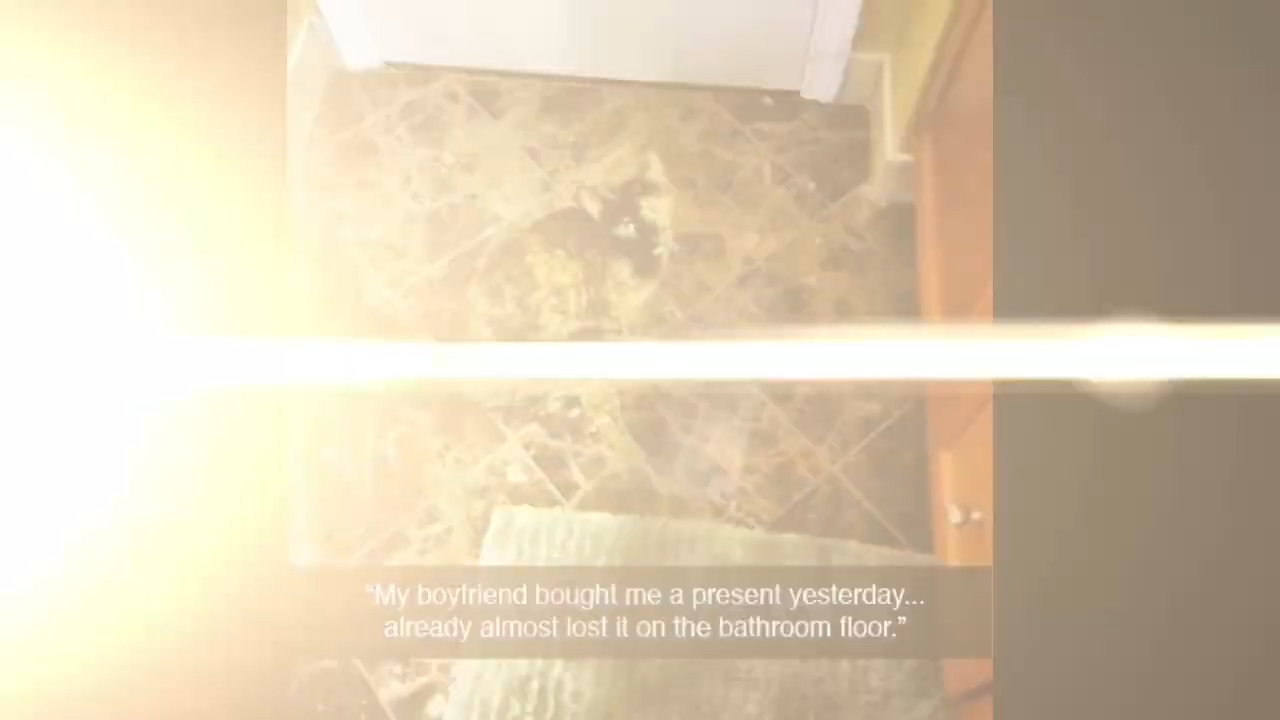 “My boyfriend bought me a present yesterday...
already almost lost it on the bathroom floor.”